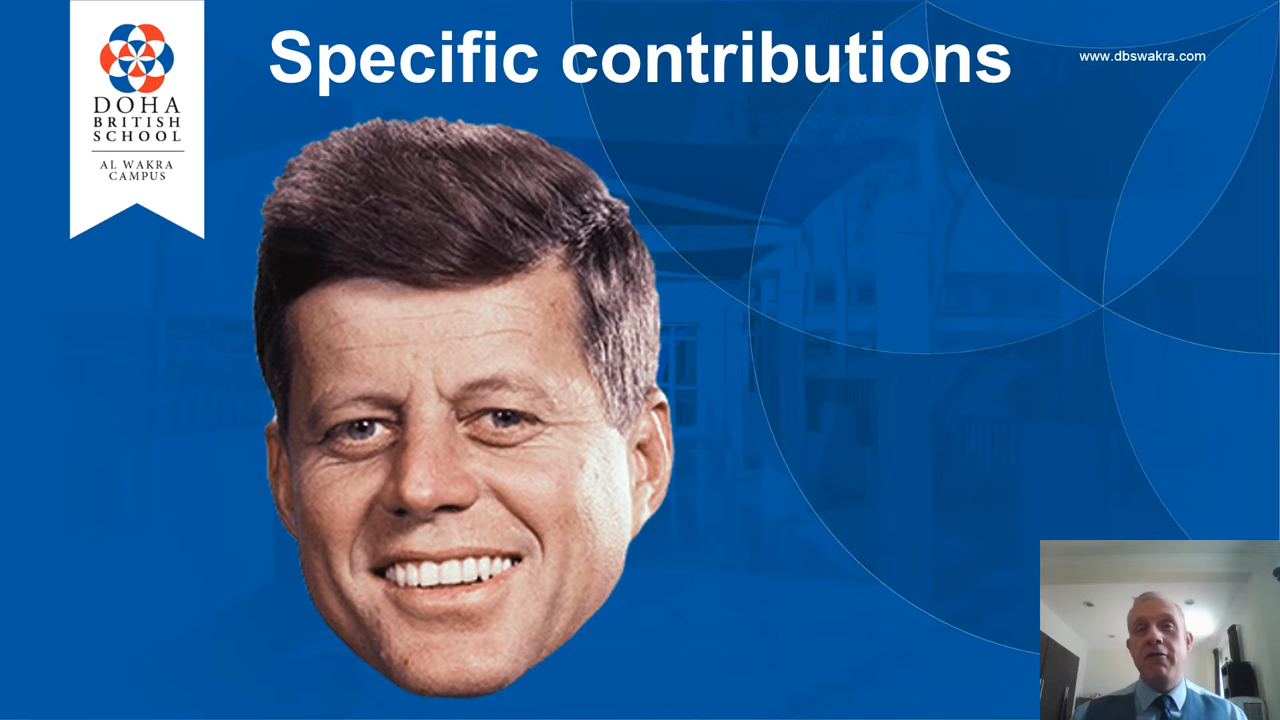 Specific contributions
www.dbswakra.com
DOHA
BRITISH
SCHOOL
AL WAKRA
CAMPUS